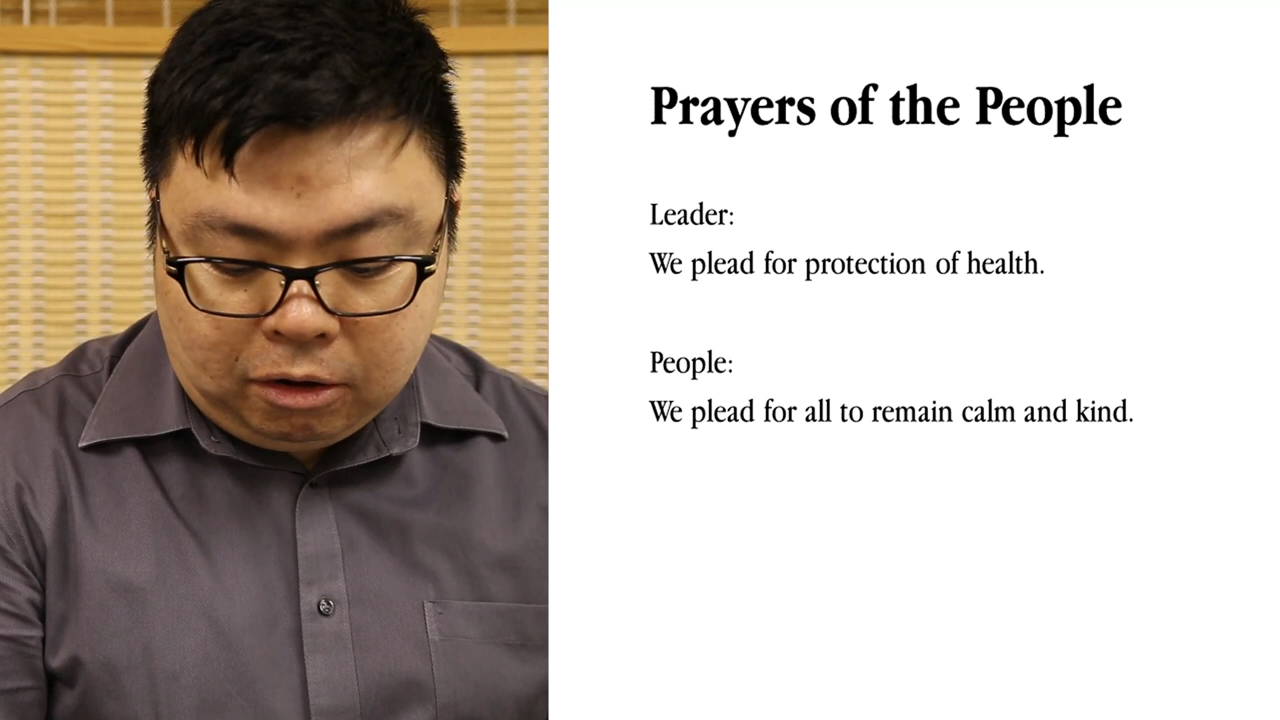 Prayers of the People
Leader:
We plead for protection of health.
People:
We plead for all to remain calm and kind.